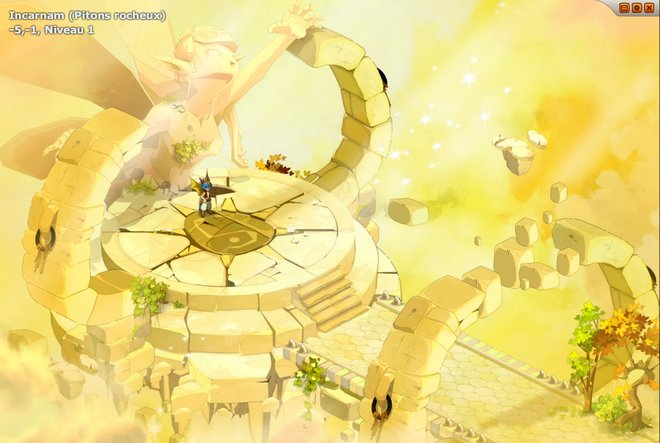 Incarnam (Pitons rocheux)
-5,-1, Niveau 1